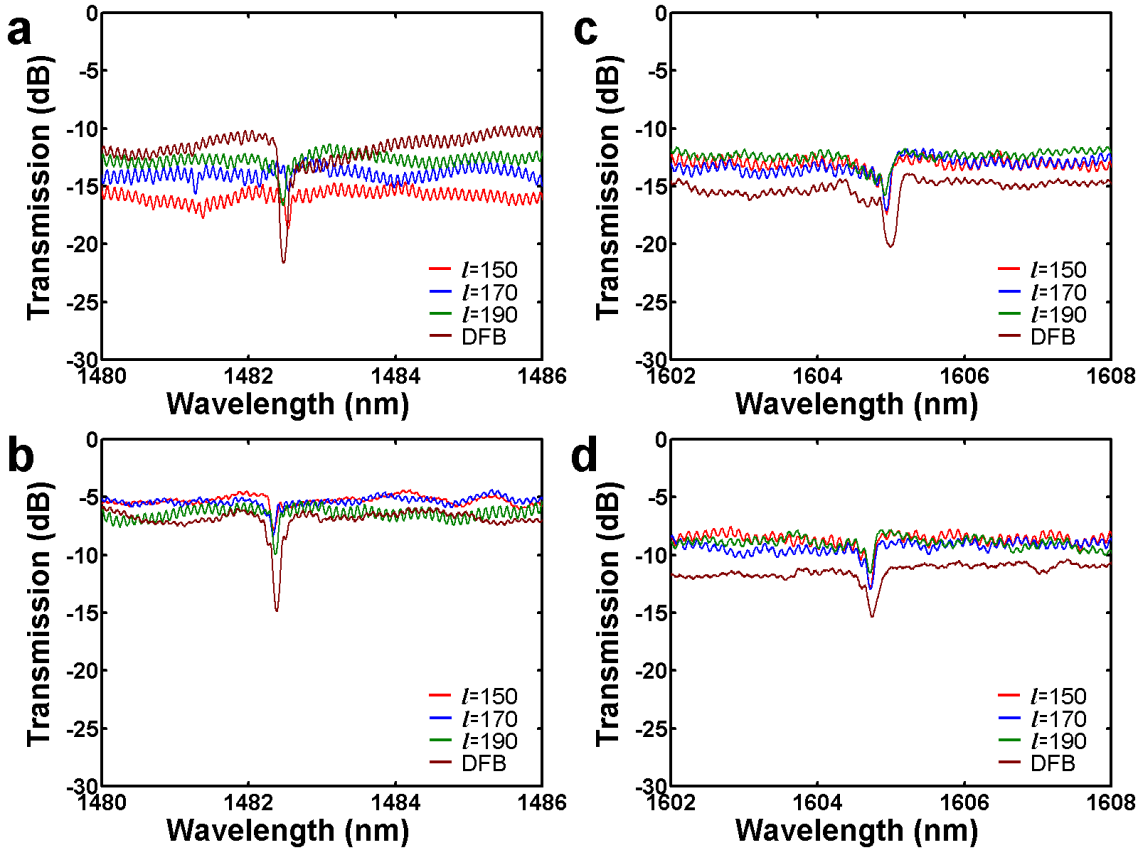 a
Transmission (dB)
0
-5
-10
-15
-20
-25
-30
l=150
l=170
l=190
DFB
1480 1482 1484 1486
Wavelength (nm)
c
Transmission (dB)
0
-5
-10
-15
-20
-25
-30
l=150
l=170
l=190
DFB
1602 1604 1606 1608
Wavelength (nm)
b
Transmission (dB)
0
-5
-10
-15
-20
-25
-30
l=150
l=170
l=190
DFB
1480 1482 1484 1486
Wavelength (nm)
d
Transmission (dB)
0
-5
-10
-15
-20
-25
-30
l=150
l=170
l=190
DFB
1602 1604 1606 1608
Wavelength (nm)